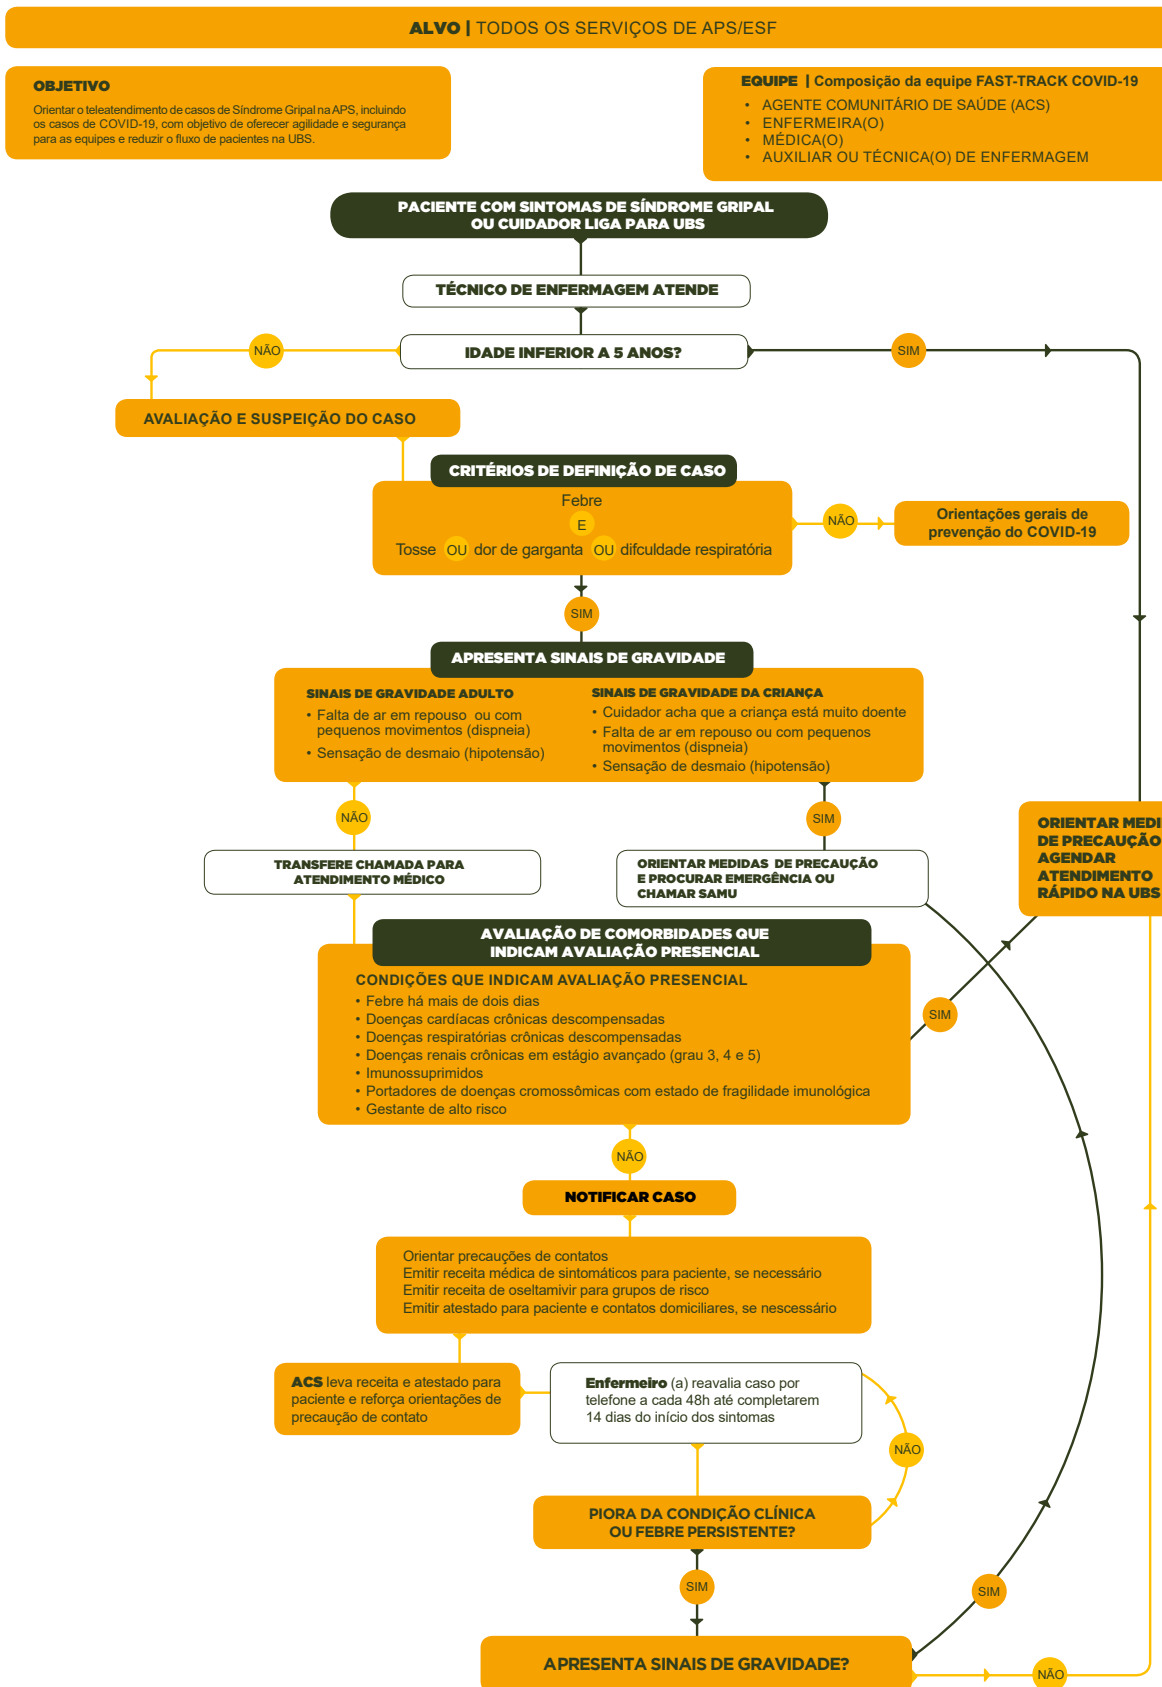 ALVO | TODOS OS SERVIÇOS DE APS/ESF
OBJETIVO
Orientar o teleatendimento de casos de Síndrome Gripal na APS, incluindo
os casos de COVID-19, com objetivo de oferecer agilidade e segurança
para as equipes e reduzir o fluxo de pacientes na UBS.
EQUIPE | Composição da equipe FAST-TRACK COVID-19
• AGENTE COMUNITÁRIO DE SAÚDE (ACS)
• ENFERMEIRA(O)
• MÉDICA(O)
• AUXILIAR OU TÉCNICA(O) DE ENFERMAGEM
PACIENTE COM SINTOMAS DE SÍNDROME GRIPAL
OU CUIDADOR LIGA PARA UBS
TÉCNICO DE ENFERMAGEM ATENDE
IDADE INFERIOR A 5 ANOS?
NÃO
SIM
AVALIAÇÃO E SUSPEIÇÃO DO CASO
CRITÉRIOS DE DEFINIÇÃO DE CASO
Febre
E
Tosse OU dor de garganta OU difculdade respiratória
NÃO
Orientações gerais de
prevenção do COVID-19
SIM
APRESENTA SINAIS DE GRAVIDADE
SINAIS DE GRAVIDADE ADULTO
• Falta de ar em repouso ou com
pequenos movimentos (dispneia)
• Sensação de desmaio (hipotensão)
SINAIS DE GRAVIDADE DA CRIANÇA
• Cuidador acha que a criança está muito doente
• Falta de ar em repouso ou com pequenos
movimentos (dispneia)
• Sensação de desmaio (hipotensão)
NÃO
SIM
TRANSFERE CHAMADA PARA
ATENDIMENTO MÉDICO
ORIENTAR MEDIDAS DE PRECAUÇÃO
E PROCURAR EMERGÊNCIA OU
CHAMAR SAMU
ORIENTAR MEDI
DE PRECAUÇÃO
AGENDAR
ATENDIMENTO
RÁPIDO NA UBS
AVALIAÇÃO DE COMORBIDADES QUE
INDICAM AVALIAÇÃO PRESENCIAL
CONDIÇÕES QUE INDICAM AVALIAÇÃO PRESENCIAL
• Febre há mais de dois dias
• Doenças cardíacas crônicas descompensadas
• Doenças respiratórias crônicas descompensadas
• Doenças renais crônicas em estágio avançado (grau 3, 4 e 5)
• Imunossuprimidos
• Portadores de doenças cromossômicas com estado de fragilidade imunológica
• Gestante de alto risco
SIM
NÃO
NOTIFICAR CASO
Orientar precauções de contatos
Emitir receita médica de sintomáticos para paciente, se necessário
Emitir receita de oseltamivir para grupos de risco
Emitir atestado para paciente e contatos domiciliares, se nescessário
ACS leva receita e atestado para
paciente e reforça orientações de
precaução de contato
Enfermeiro (a) reavalia caso por
telefone a cada 48h até completarem
14 dias do início dos sintomas
NÃO
PIORA DA CONDIÇÃO CLÍNICA
OU FEBRE PERSISTENTE?
SIM
SIM
APRESENTA SINAIS DE GRAVIDADE?
NÃO